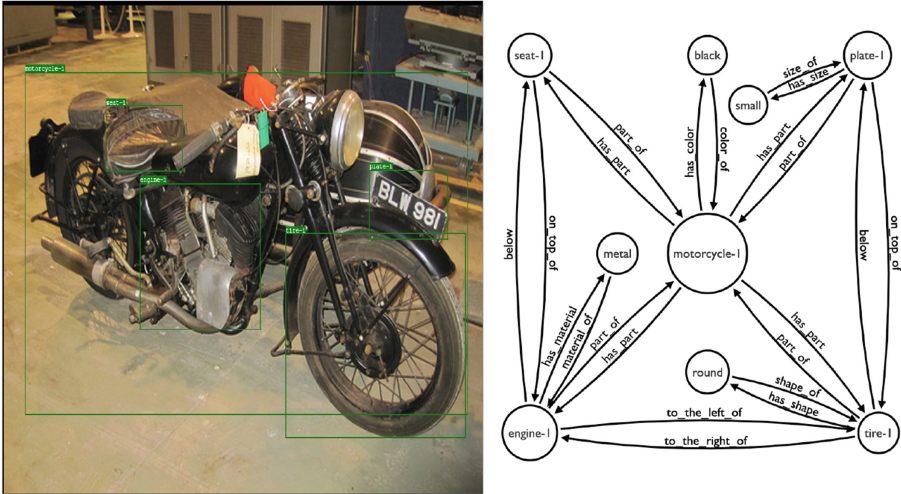 motorcycle-1
seat-1
engine-1
plate-1
BLW 981
tire-1
seat-1
black
plate-1
size_of
has_size
small
part_of
has_part
has_color
color_of
has_part
part_of
below
on_top_of
below
on_top_of
metal
motorcycle-1
has_material
material_of
part_of
has_part
has_part
part_of
round
shape_of
has_shape
engine-1
to_the_left_of
to_the_right_of
tire-1